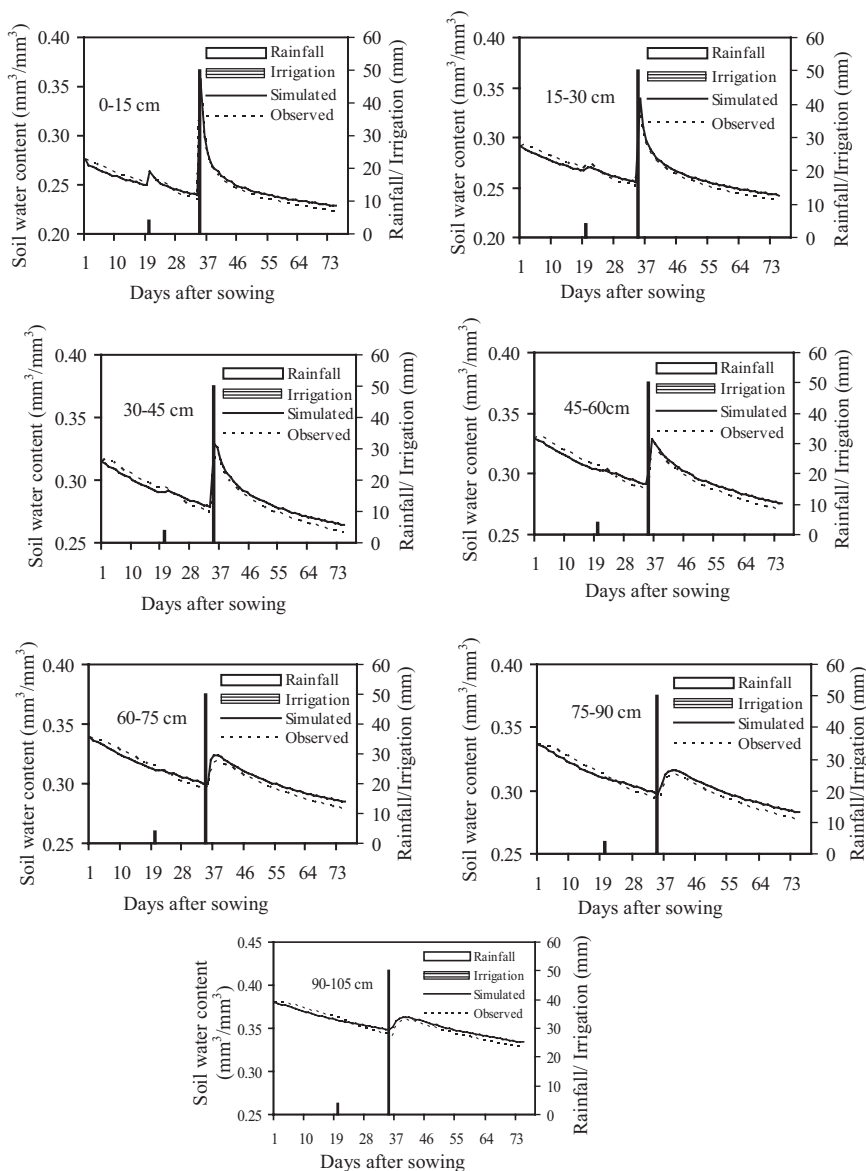 Soil water content (mm³/mm³)
0.40
0.35
0.30
0.25
0.20
0-15 cm
Rainfall
Irrigation
Simulated
Observed
60
50
40
30
20
10
0
Rainfall/ Irrigation (mm)
1 10 19 28 37 46 55 64 73
Days after sowing
Soil water content (mm³/mm³)
0.40
0.35
0.30
0.25
0.20
15-30 cm
Rainfall
Irrigation
Simulated
Observed
60
50
40
30
20
10
0
Rainfall/ Irrigation (mm)
1 10 19 28 37 46 55 64 73
Days after sowing
Soil water content (mm³/mm³)
0.40
0.35
0.30
0.25
30-45 cm
Rainfall
Irrigation
Simulated
Observed
60
50
40
30
20
10
0
Rainfall/ Irrigation (mm)
1 10 19 28 37 46 55 64 73
Days after sowing
Soil water content (mm³/mm³)
0.40
0.35
0.30
0.25
45-60cm
Rainfall
Irrigation
Simulated
Observed
60
50
40
30
20
10
0
Rainfall/ Irrigation (mm)
1 10 19 28 37 46 55 64 73
Days after sowing
Soil water content (mm³/mm³)
0.40
0.35
0.30
0.25
60-75 cm
Rainfall
Irrigation
Simulated
Observed
60
50
40
30
20
10
0
Rainfall/Irrigation (mm)
1 10 19 28 37 46 55 64 73
Days after sowing
Soil water content (mm³/mm³)
0.40
0.35
0.30
0.25
75-90 cm
Rainfall
Irrigation
Simulated
Observed
60
50
40
30
20
10
0
Rainfall/Irrigation (mm)
1 10 19 28 37 46 55 64 73
Days after sowing
Soil water content
(mm³/mm³)
0.45
0.40
0.35
0.30
0.25
90-105 cm
Rainfall
Irrigation
Simulated
Observed
60
50
40
30
20
10
0
Rainfall/ Irrigation (mm)
1 10 19 28 37 46 55 64 73
Days after sowing